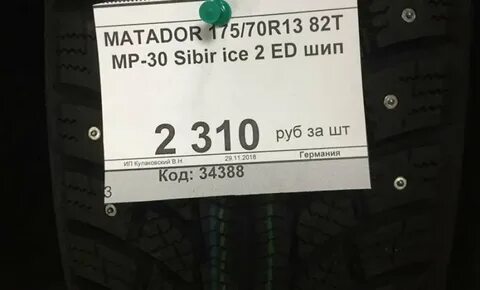 MATADOR 175/70R13 82T
MP-30 Sibir ice 2 ED шип
2 310 руб за шт
ИП Кулаковский В.Н. 29.11.2018 Германия
Код: 34388
3